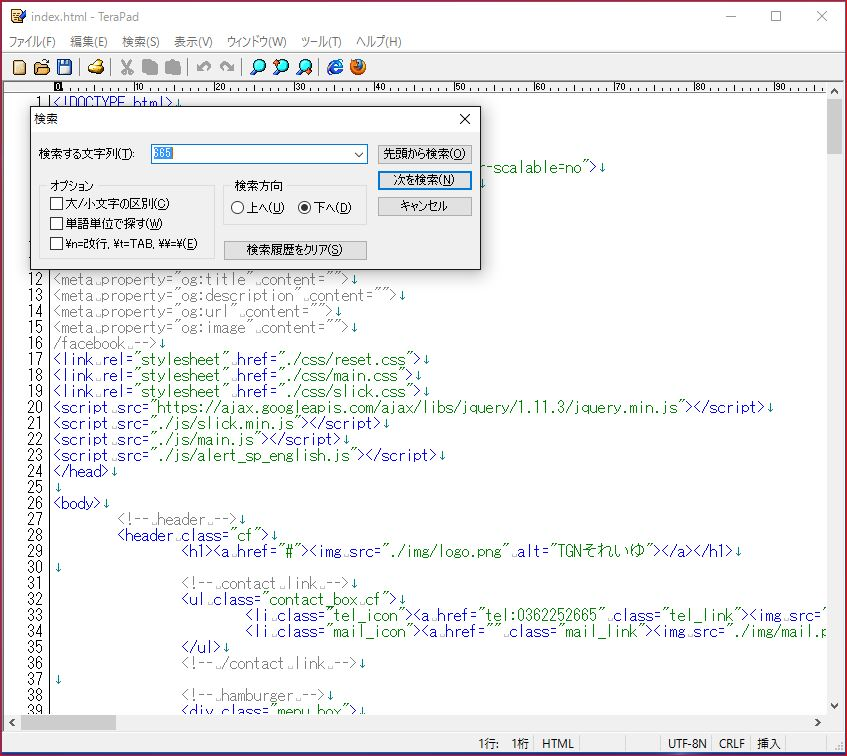 index.html - TeraPad
ファイル(F) 編集(E) 検索(S) 表示(V) ウィンドウ(W) ツール(T) ヘルプ(H)
0 10 20 30 40 50 60 70 80 90
1 <!DOCTYPE html>↓
検索
検索する文字列(T): 365 先頭から検索(O)
r-scalable=no">↓
次を検索(N)
オプション
検索方向
大/小文字の区別(C)
上へ(U) 下へ(D)
キャンセル
単語単位で探す(W)
¥n=改行, ¥t=TAB, ¥¥=¥(E)
検索履歴をクリア(S)
12 <meta property="og:title" content="">↓
13 <meta property="og:description" content="">↓
14 <meta property="og:url" content="">↓
15 <meta property="og:image" content="">↓
16 /facebook -->↓
17 <link rel="stylesheet" href="./css/reset.css">↓
18 <link rel="stylesheet" href="./css/main.css">↓
19 <link rel="stylesheet" href="./css/slick.css">↓
20 <script src="https://ajax.googleapis.com/ajax/libs/jquery/1.11.3/jquery.min.js"></script>↓
21 <script src="./js/slick.min.js"></script>↓
22 <script src="./js/main.js"></script>↓
23 <script src="./js/alert_sp_english.js"></script>↓
24 </head>↓
25 ↓
26 <body>↓
27 <!-- header -->↓
28 <header class="cf">↓
29 <h1><a href="#"><img src="./img/logo.png" alt="TGNそれいゆ"></a></h1>↓
30 ↓
31 <!-- contact link -->↓
32 <ul class="contact_box cf">↓
33 <li class="tel_icon"><a href="tel:0362252665" class="tel_link"><img src="
34 <li class="mail_icon"><a href="" class="mail_link"><img src="./img/mail.p
35 </ul>↓
36 <!-- /contact link -->↓
37 ↓
38 <!-- hamburger -->↓
39 <div class="menu_box">↓
1行: 1桁 HTML UTF-8N CRLF 挿入